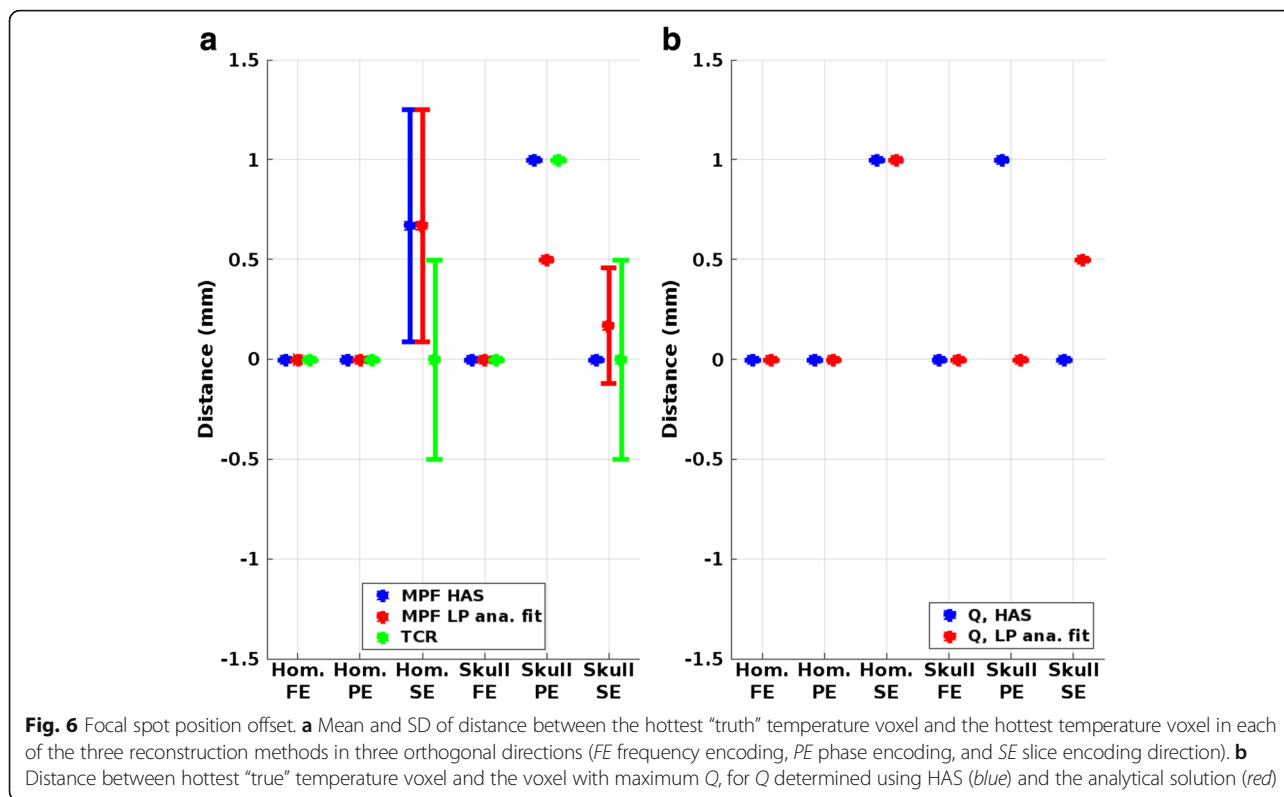 a
1.5
1
0.5
0
-0.5
-1
-1.5
Distance (mm)
Hom. Hom. Hom. Skull Skull Skull
FE PE SE FE PE SE
MPF HAS
MPF LP ana. fit
TCR
b
1.5
1
0.5
0
-0.5
-1
-1.5
Distance (mm)
Hom. Hom. Hom. Skull Skull Skull
FE PE SE FE PE SE
Q, HAS
Q, LP ana. fit
Fig. 6 Focal spot position offset. a Mean and SD of distance between the hottest “truth” temperature voxel and the hottest temperature voxel in each
of the three reconstruction methods in three orthogonal directions (FE frequency encoding, PE phase encoding, and SE slice encoding direction). b
Distance between hottest “true” temperature voxel and the voxel with maximum Q, for Q determined using HAS (blue) and the analytical solution (red)